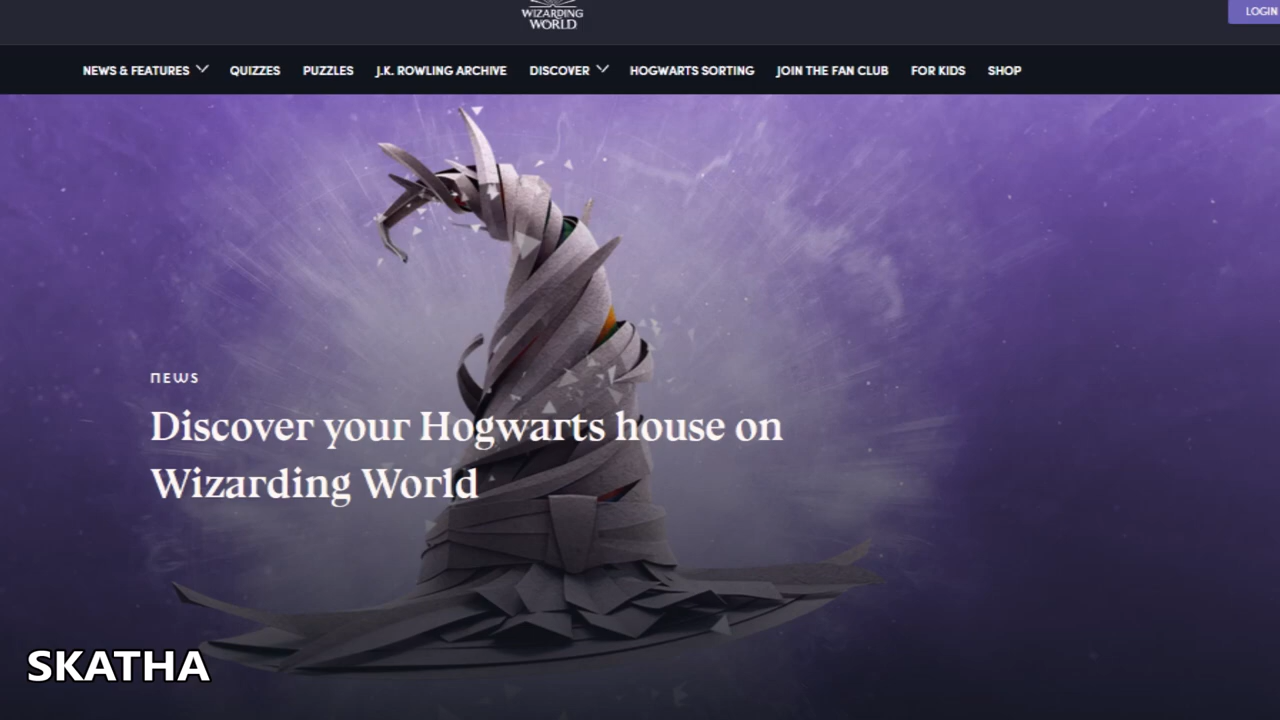 WIZARDING
WORLD
LOGIN
NEWS & FEATURES QUIZZES PUZZLES J.K. ROWLING ARCHIVE DISCOVER HOGWARTS SORTING JOIN THE FAN CLUB FOR KIDS SHOP
NEWS
Discover your Hogwarts house on
Wizarding World
SKATHA